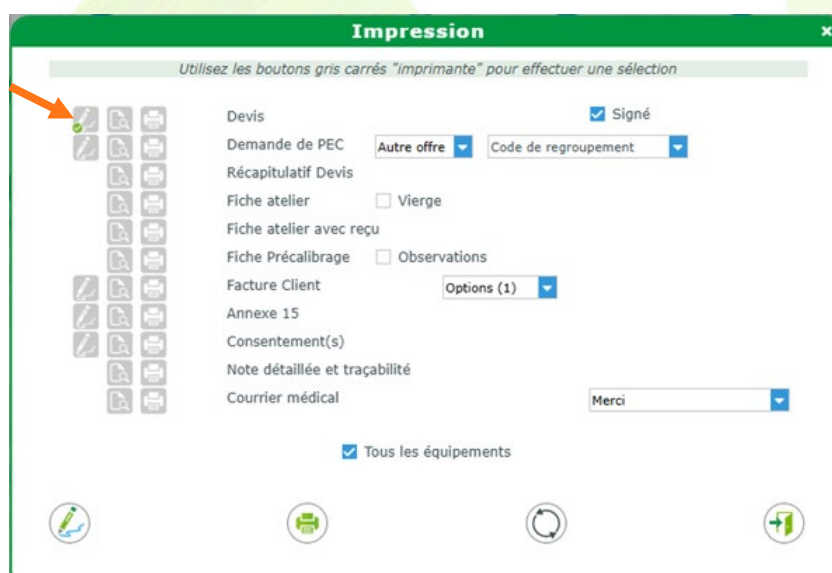 Impression
Utilisez les boutons gris carrés "imprimante" pour effectuer une sélection
Devis Signé
Demande de PEC Autre offre Code de regroupement
Récapitulatif Devis
Fiche atelier Vierge
Fiche atelier avec reçu
Fiche Précalibrage Observations
Facture Client Options (1)
Annexe 15
Consentement(s)
Note détaillée et traçabilité
Courrier médical Merci
Tous les équipements